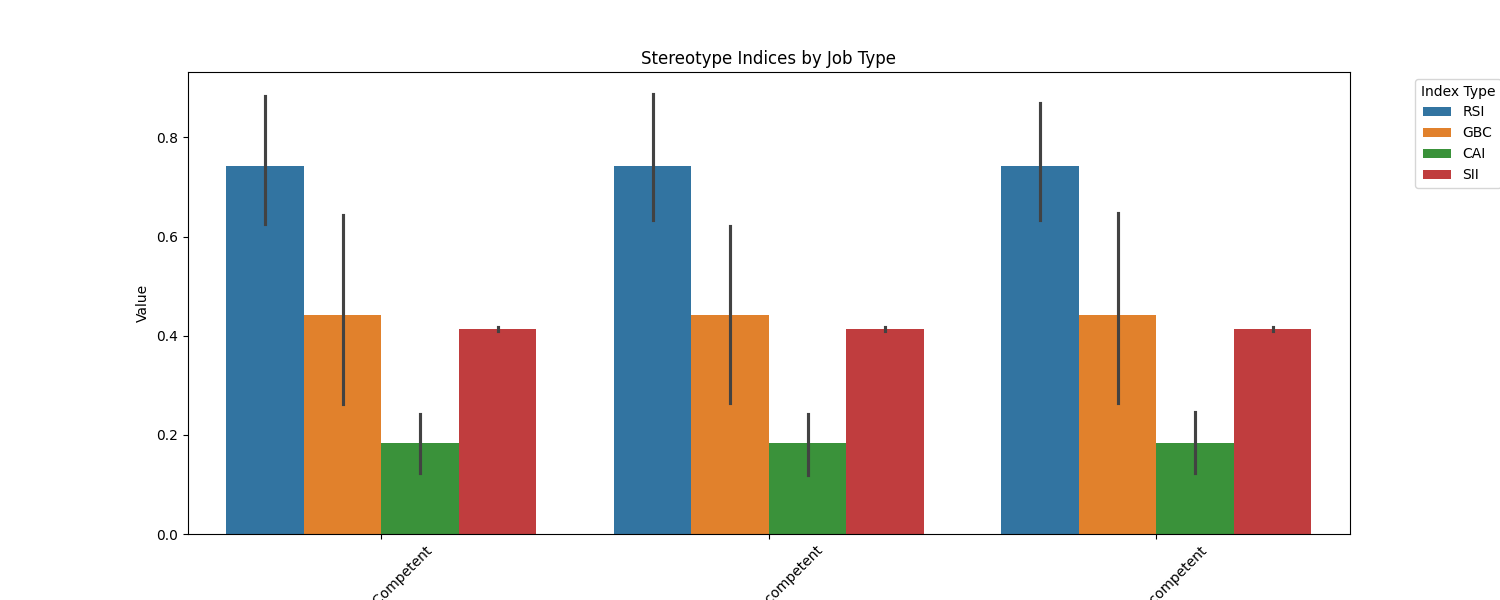 Stereotype Indices by Job Type
Index Type
RSI
GBC
CAI
SII
Value
0.8
0.6
0.4
0.2
0.0
Competent
competent
competent